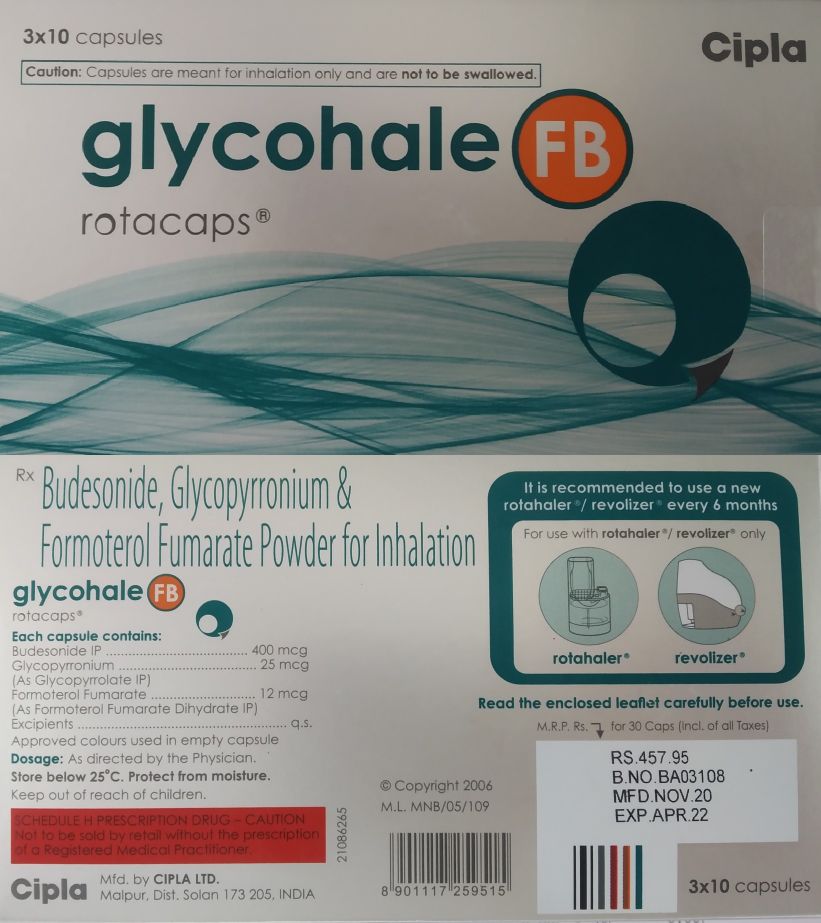 3x10 capsules
Cipla
Caution: Capsules are meant for inhalation only and are not to be swallowed.
glycohale FB
rotacaps®
Rx Budesonide, Glycopyrronium &
Formoterol Fumarate Powder for Inhalation
glycohale FB
rotacaps®
Each capsule contains:
Budesonide IP ............................ 400 mcg
Glycopyrronium ............................ 25 mcg
(As Glycopyrrolate IP)
Formoterol Fumarate ..................... 12 mcg
(As Formoterol Fumarate Dihydrate IP)
Excipients ........................................ q.s.
Approved colours used in empty capsule
Dosage: As directed by the Physician.
Store below 25°C. Protect from moisture.
Keep out of reach of children.
SCHEDULE H PRESCRIPTION DRUG – CAUTION
Not to be sold by retail without the prescription
of a Registered Medical Practitioner.
21086265
Cipla
Mfd. by CIPLA LTD.
Malpur, Dist. Solan 173 205, INDIA
© Copyright 2006
M.L. MNB/05/109
8 901117 259515
It is recommended to use a new
rotahaler®/ revolizer® every 6 months
For use with rotahaler®/ revolizer® only
rotahaler®
revolizer®
Read the enclosed leaflet carefully before use.
M.R.P. Rs. for 30 Caps (Incl. of all Taxes)
RS.457.95
B.NO.BA03108
MFD.NOV.20
EXP.APR.22
3x10 capsules